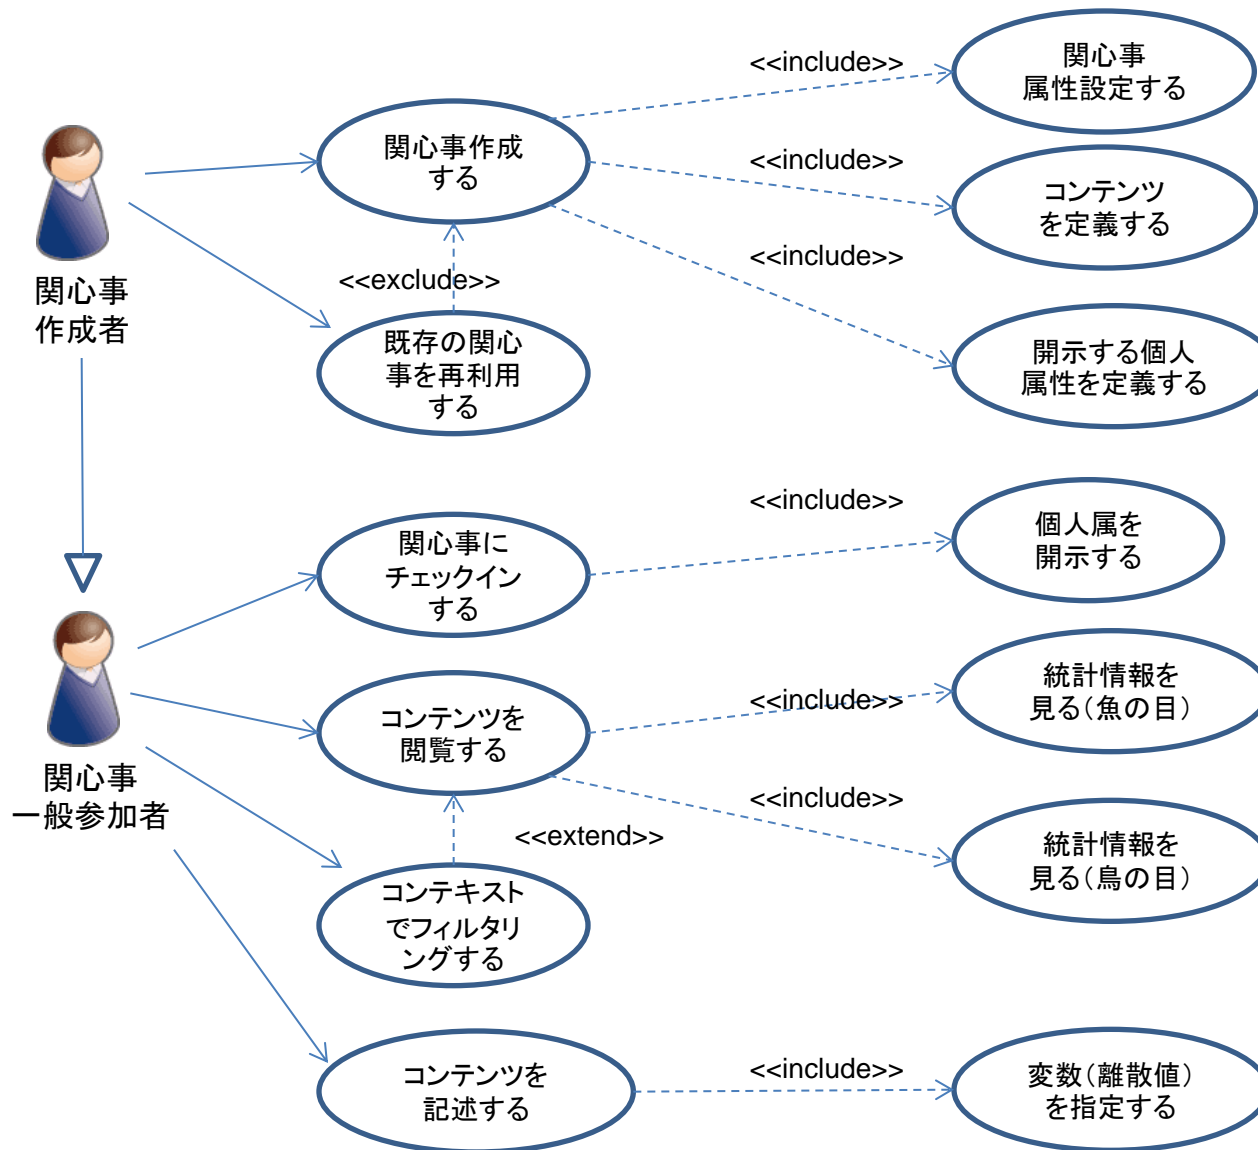 <<include>>
関心事
属性設定する
関心事作成
する
<<include>>
コンテンツ
を定義する
<<include>>
関心事
作成者
<<exclude>>
既存の関心
事を再利用
する
開示する個人
属性を定義する
<<include>>
関心事に
チェックイン
する
個人属を
開示する
コンテンツを
閲覧する
<<include>>
統計情報を
見る(魚の目)
関心事
一般参加者
<<include>>
<<extend>>
統計情報を
見る(鳥の目)
コンテキスト
でフィルタリ
ングする
コンテンツを
記述する
<<include>>
変数(離散値)
を指定する